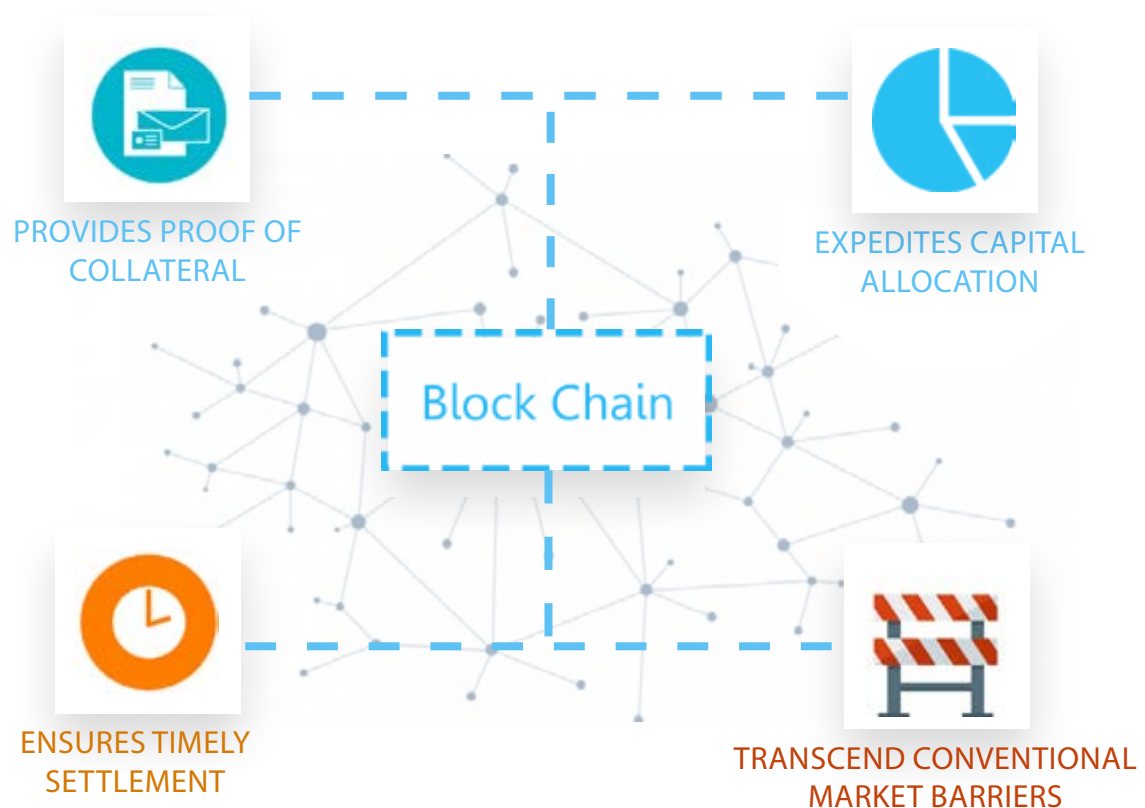 PROVIDES PROOF OF
COLLATERAL
EXPEDITES CAPITAL
ALLOCATION
Block Chain
ENSURES TIMELY
SETTLEMENT
TRANSCEND CONVENTIONAL
MARKET BARRIERS